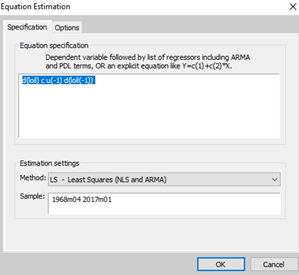 Equation Estimation
Specification Options
Equation specification
Dependent variable followed by list of regressors including ARMA
and PDL terms, OR an explicit equation like Y=c(1)+c(2)*X.
d(loil) c u(-1) d(loil(-1))
Estimation settings
Method: LS - Least Squares (NLS and ARMA)
Sample: 1968m04 2017m01
OK Cancel